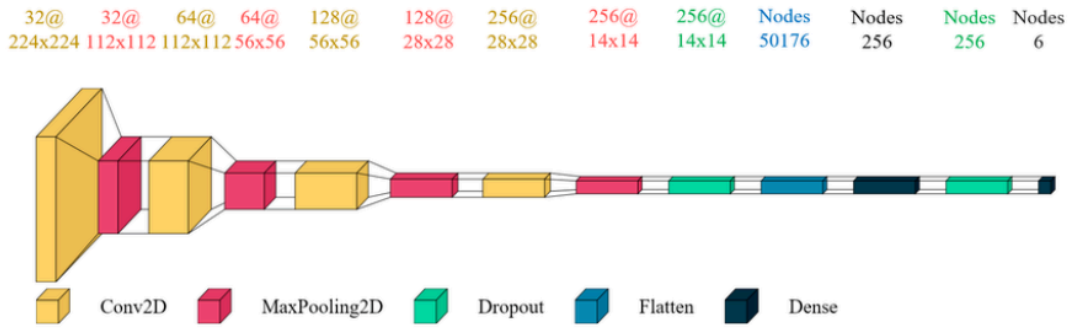 32@ 32@ 64@ 64@ 128@ 128@ 256@ 256@ 256@ Nodes Nodes Nodes Nodes
224x224 112x112 112x112 56x56 56x56 28x28 28x28 14x14 14x14 50176 256 256 6
Conv2D MaxPooling2D Dropout Flatten Dense